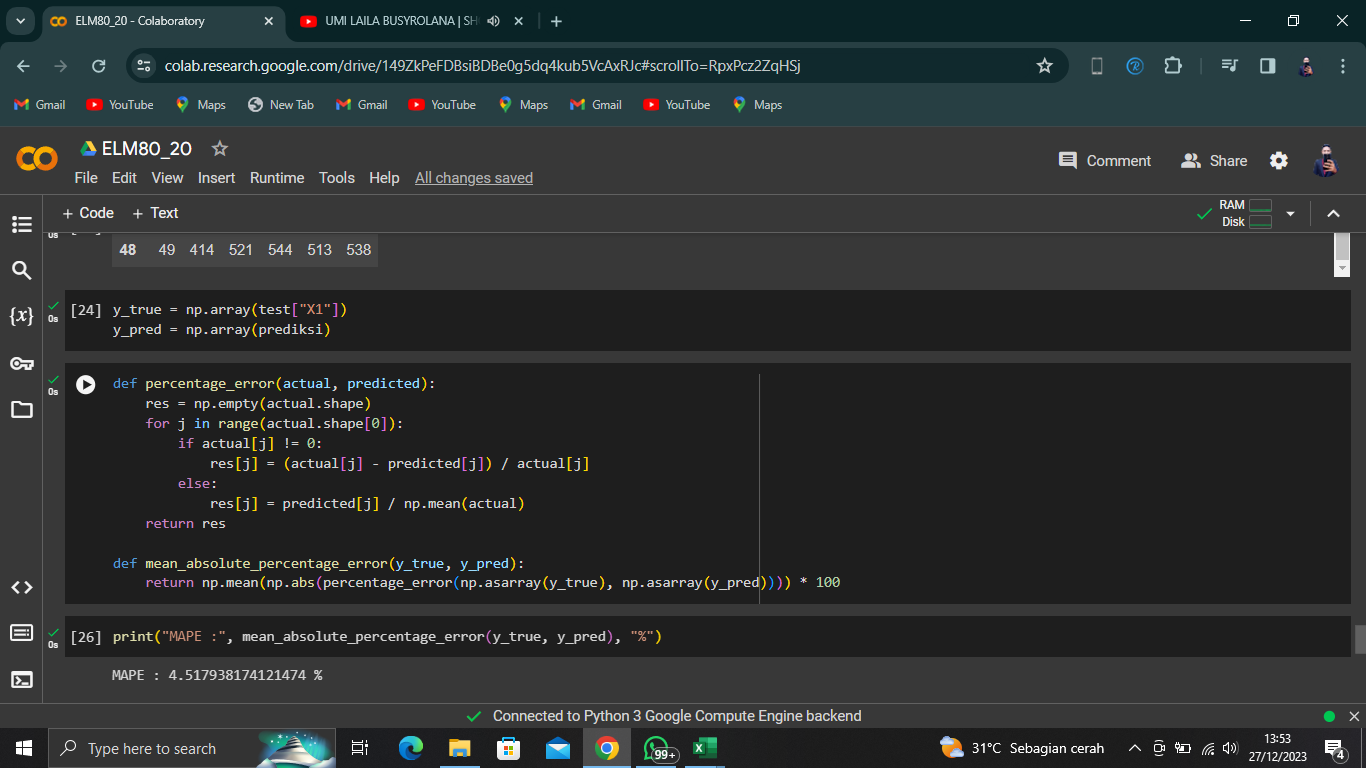 ELM80_20 - Colaboratory
UMI LAILA BUSYROLANA | SH
colab.research.google.com/drive/149ZkPeFDBsiBDBe0g5dq4kub5VcAxRJc#scrollTo=RpxPcz2ZqHSj
Gmail YouTube Maps New Tab Gmail YouTube Maps Gmail YouTube Maps
ELM80_20
File Edit View Insert Runtime Tools Help All changes saved
Comment Share
+ Code + Text
RAM
Disk
0s
48 49 414 521 544 513 538
[24] y_true = np.array(test["X1"])
0s y_pred = np.array(prediksi)
def percentage_error(actual, predicted):
0s
res = np.empty(actual.shape)
for j in range(actual.shape[0]):
if actual[j] != 0:
res[j] = (actual[j] - predicted[j]) / actual[j]
else:
res[j] = predicted[j] / np.mean(actual)
return res
def mean_absolute_percentage_error(y_true, y_pred):
return np.mean(np.abs(percentage_error(np.asarray(y_true), np.asarray(y_pred)))) * 100
[26] print("MAPE :", mean_absolute_percentage_error(y_true, y_pred), "%")
0s
MAPE : 4.517938174121474 %
Connected to Python 3 Google Compute Engine backend
Type here to search
99+
31°C Sebagian cerah
13:53
27/12/2023
4